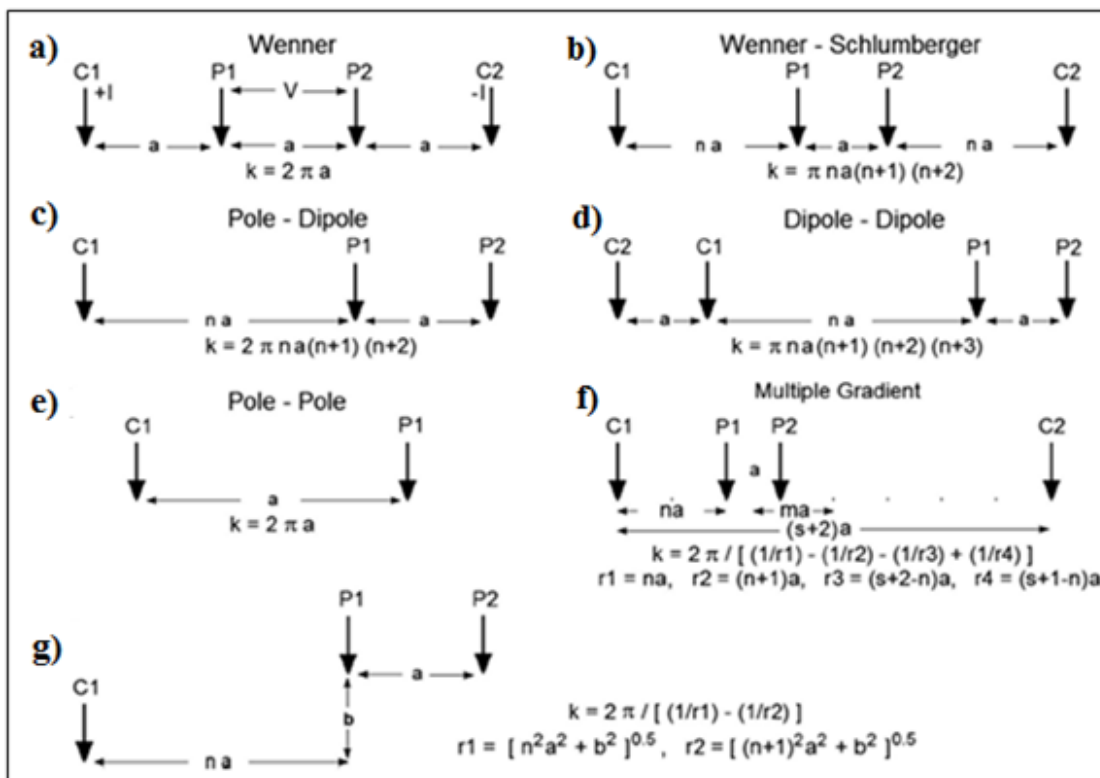 a)
Wenner
C1 P1 P2 C2
+I V -I
a a a
k = 2 π a
b)
Wenner - Schlumberger
C1 P1 P2 C2
n a a n a
k = π na(n+1) (n+2)
c)
Pole - Dipole
C1 P1 P2
n a a
k = 2 π na(n+1) (n+2)
d)
Dipole - Dipole
C2 C1 P1 P2
a n a a
k = π na(n+1) (n+2) (n+3)
e)
Pole - Pole
C1 P1
a
k = 2 π a
f)
Multiple Gradient
C1 P1 P2 C2
a
na ma
(s+2)a
k = 2 π / [ (1/r1) - (1/r2) - (1/r3) + (1/r4) ]
r1 = na, r2 = (n+1)a, r3 = (s+2-n)a, r4 = (s+1-n)a
g)
P1 P2
a
C1
b
n a
k = 2 π / [ (1/r1) - (1/r2) ]
r1 = [ n²a² + b² ]^0.5 , r2 = [ (n+1)²a² + b² ]^0.5